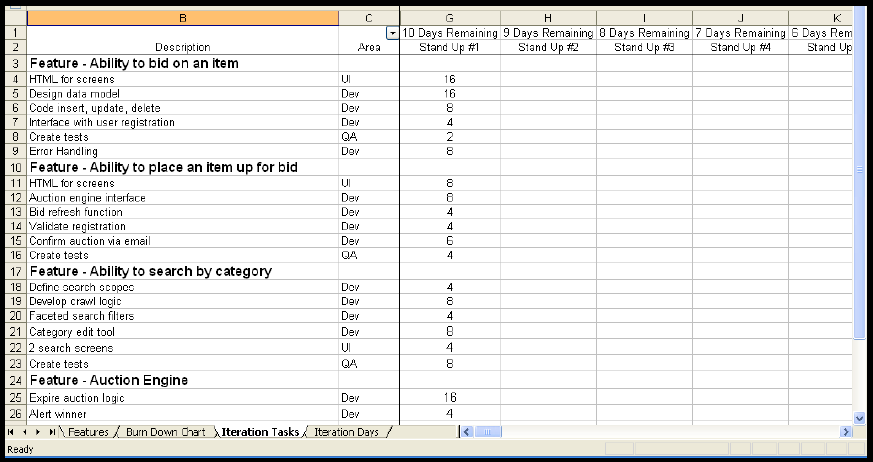 B C G H I J K
1 10 Days Remaining 9 Days Remaining 8 Days Remaining 7 Days Remaining 6 Days Rem
2 Description Area Stand Up #1 Stand Up #2 Stand Up #3 Stand Up #4 Stand Up
3 Feature - Ability to bid on an item
4 HTML for screens UI 16
5 Design data model Dev 16
6 Code insert, update, delete Dev 8
7 Interface with user registration Dev 4
8 Create tests QA 2
9 Error Handling Dev 8
10 Feature - Ability to place an item up for bid
11 HTML for screens UI 8
12 Auction engine interface Dev 8
13 Bid refresh function Dev 4
14 Validate registration Dev 4
15 Confirm auction via email Dev 6
16 Create tests QA 4
17 Feature - Ability to search by category
18 Define search scopes Dev 4
19 Develop crawl logic Dev 8
20 Faceted search filters Dev 4
21 Category edit tool Dev 8
22 2 search screens UI 4
23 Create tests QA 8
24 Feature - Auction Engine
25 Expire auction logic Dev 16
26 Alert winner Dev 4
Features Burn Down Chart Iteration Tasks Iteration Days
Ready